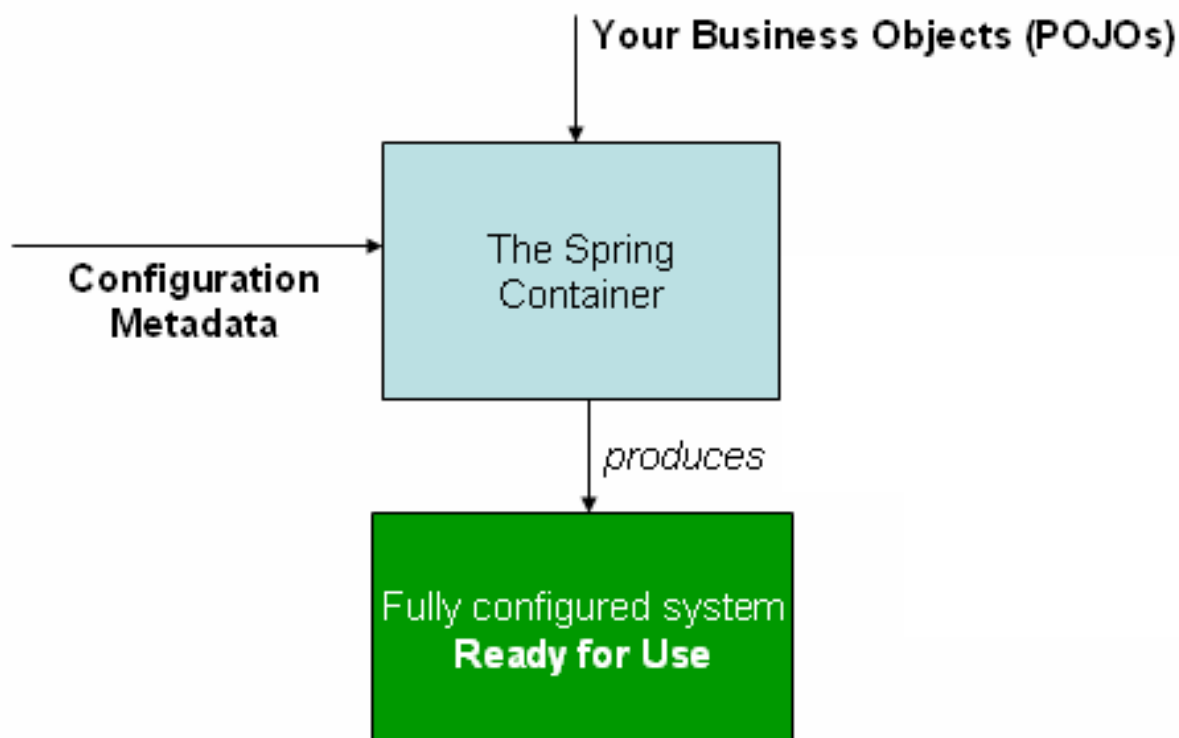 Your Business Objects (POJOs)
The Spring
Container
Configuration
Metadata
produces
Fully configured system
Ready for Use